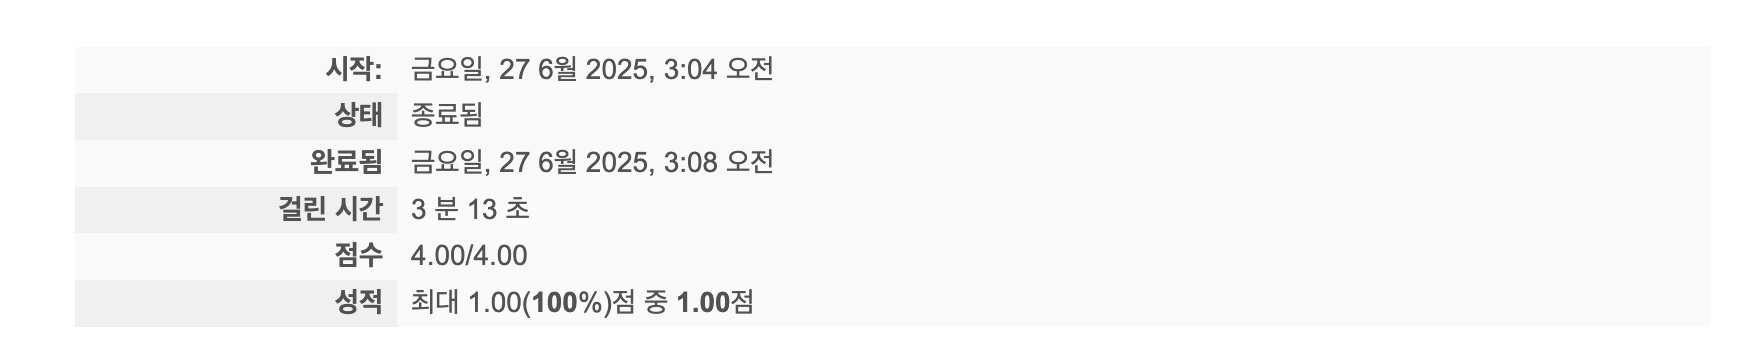 시작: 금요일, 27 6월 2025, 3:04 오전
상태 종료됨
완료됨 금요일, 27 6월 2025, 3:08 오전
걸린 시간 3 분 13 초
점수 4.00/4.00
성적 최대 1.00(100%)점 중 1.00점